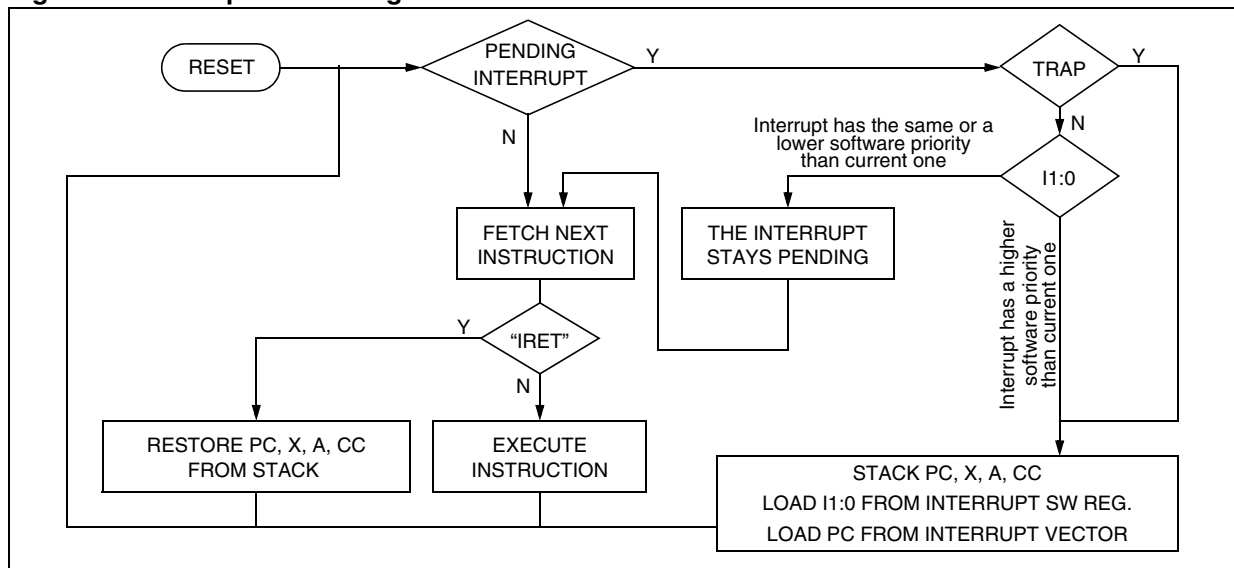 RESET
PENDING
INTERRUPT
Y
TRAP
Y
N
N
Interrupt has the same or a
lower software priority
than current one
I1:0
FETCH NEXT
INSTRUCTION
THE INTERRUPT
STAYS PENDING
Interrupt has a higher
software priority
than current one
Y
“IRET”
N
RESTORE PC, X, A, CC
FROM STACK
EXECUTE
INSTRUCTION
STACK PC, X, A, CC
LOAD I1:0 FROM INTERRUPT SW REG.
LOAD PC FROM INTERRUPT VECTOR